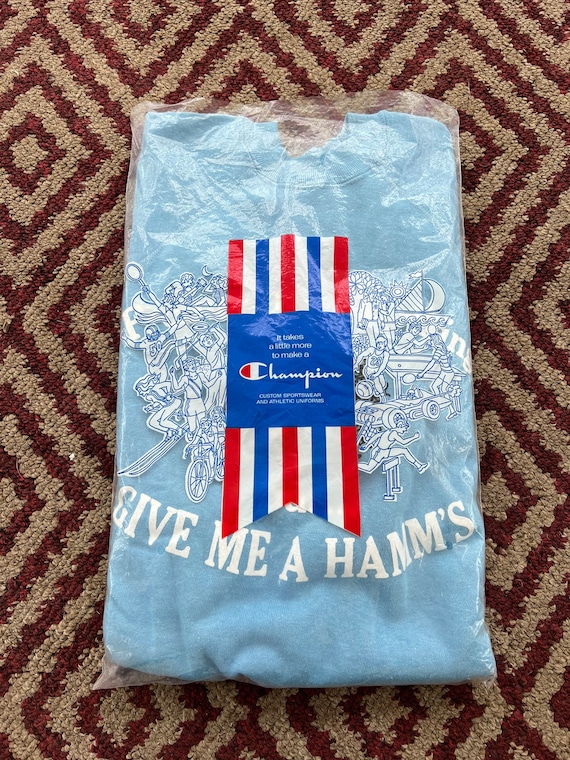 It takes
a little more
to make a
Champion
CUSTOM SPORTSWEAR
AND ATHLETIC UNIFORMS
GIVE ME A HAMM'S